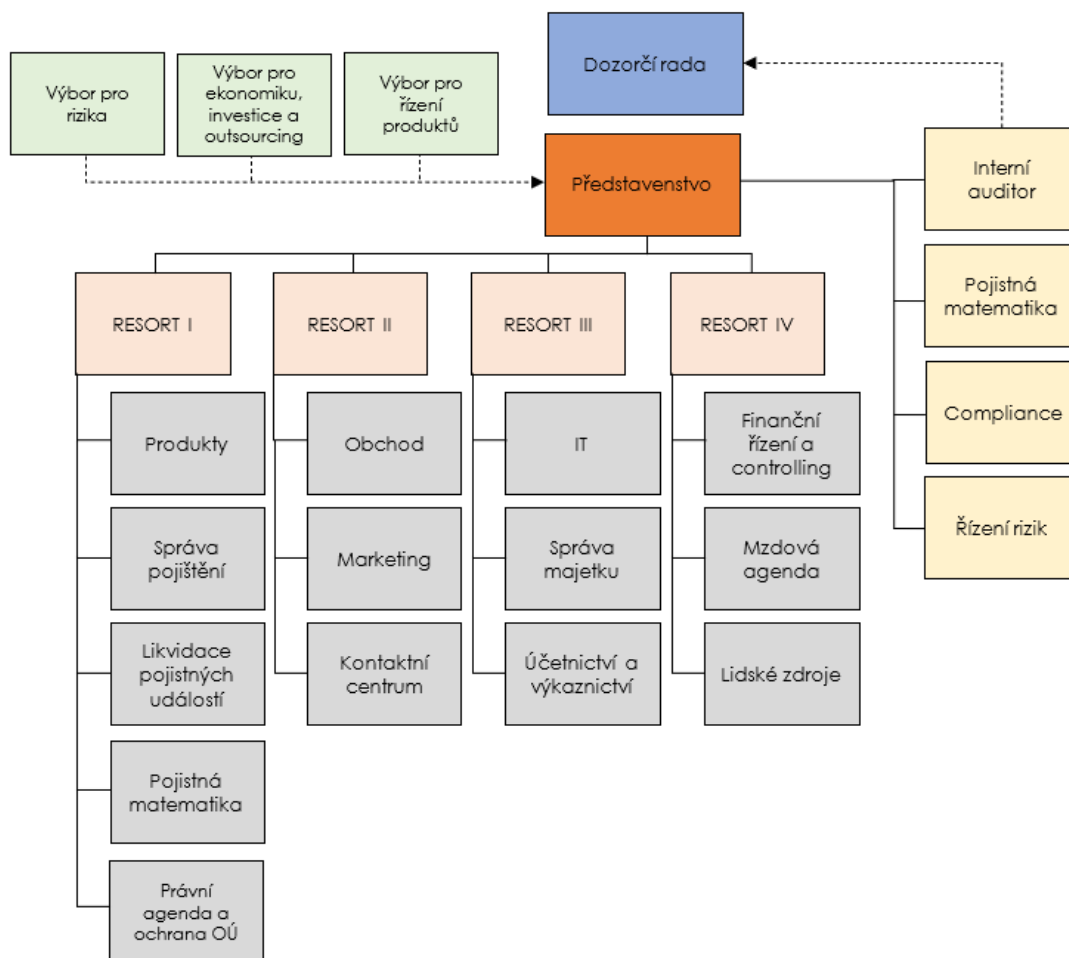 Výbor pro
rizika
Výbor pro
ekonomiku,
investice a
outsourcing
Výbor pro
řízení
produktů
Dozorčí rada
Představenstvo
Interní
auditor
Pojistná
matematika
Compliance
Řízení rizik
RESORT I
RESORT II
RESORT III
RESORT IV
Produkty
Správa
pojištění
Likvidace
pojistných
událostí
Pojistná
matematika
Právní
agenda a
ochrana OÚ
Obchod
Marketing
Kontaktní
centrum
IT
Správa
majetku
Účetnictví a
výkaznictví
Finanční
řízení a
controlling
Mzdová
agenda
Lidské zdroje